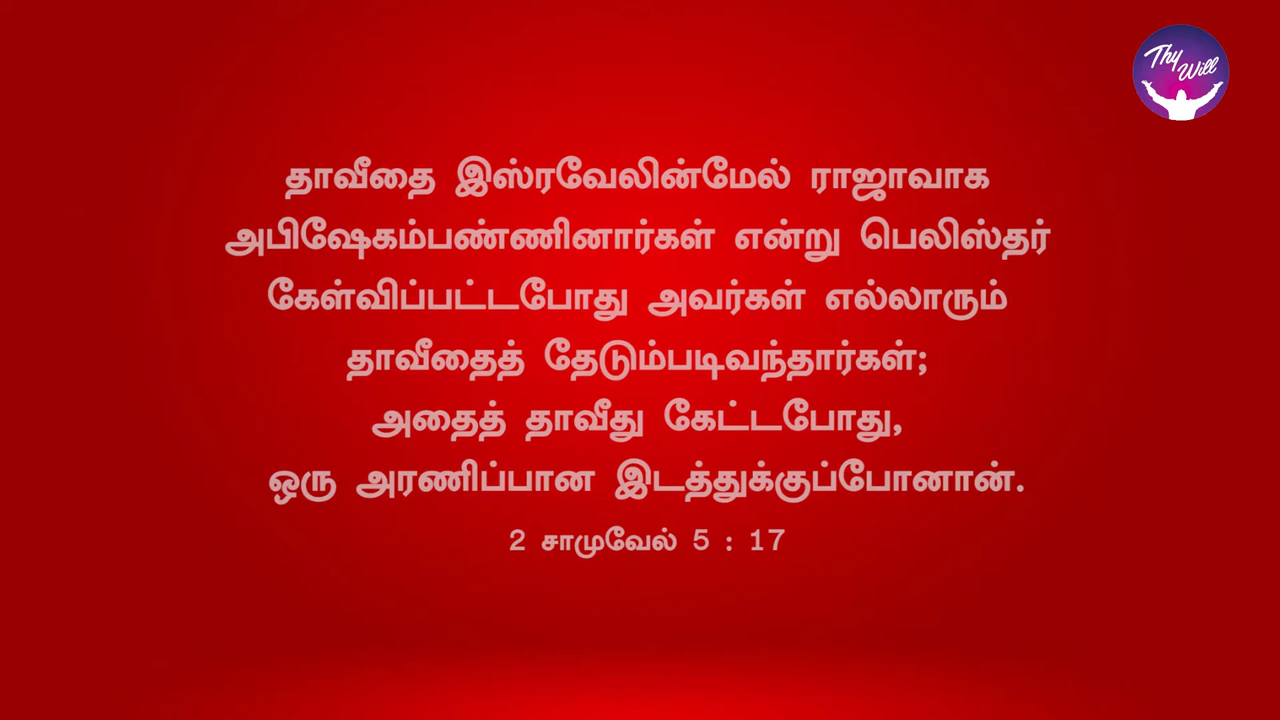 Thy Will
தாவீதை இஸ்ரவேலின்மேல் ராஜாவாக
அபிஷேகம்பண்ணினார்கள் என்று பெலிஸ்தர்
கேள்விப்பட்டபோது அவர்கள் எல்லாரும்
தாவீதைத் தேடும்படிவந்தார்கள்;
அதைத் தாவீது கேட்டபோது,
ஒரு அரணிப்பான இடத்துக்குப்போனான்.
2 சாமுவேல் 5 : 17